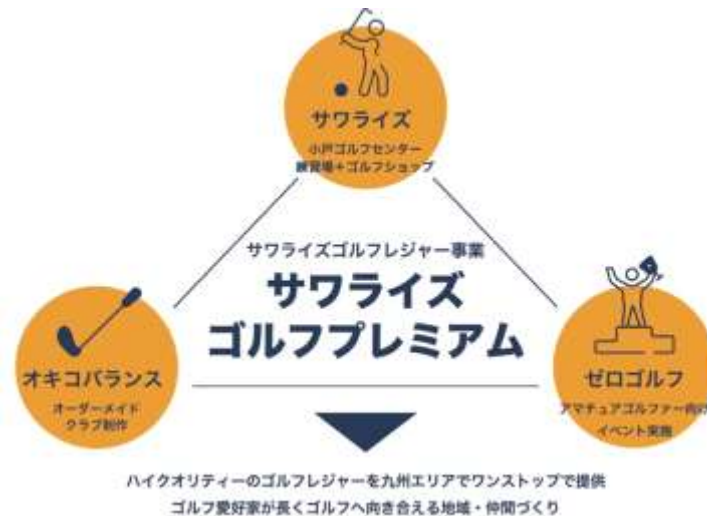 サワライズ
小戸ゴルフセンター
練習場+ゴルフショップ
サワライズゴルフレジャー事業
サワライズ
ゴルフプレミアム
オキコバランス
オーダーメイド
クラブ制作
ゼロゴルフ
アマチュアゴルファー向け
イベント実施
ハイクオリティーのゴルフレジャーを九州エリアでワンストップで提供
ゴルフ愛好家が長くゴルフへ向き合える地域・仲間づくり